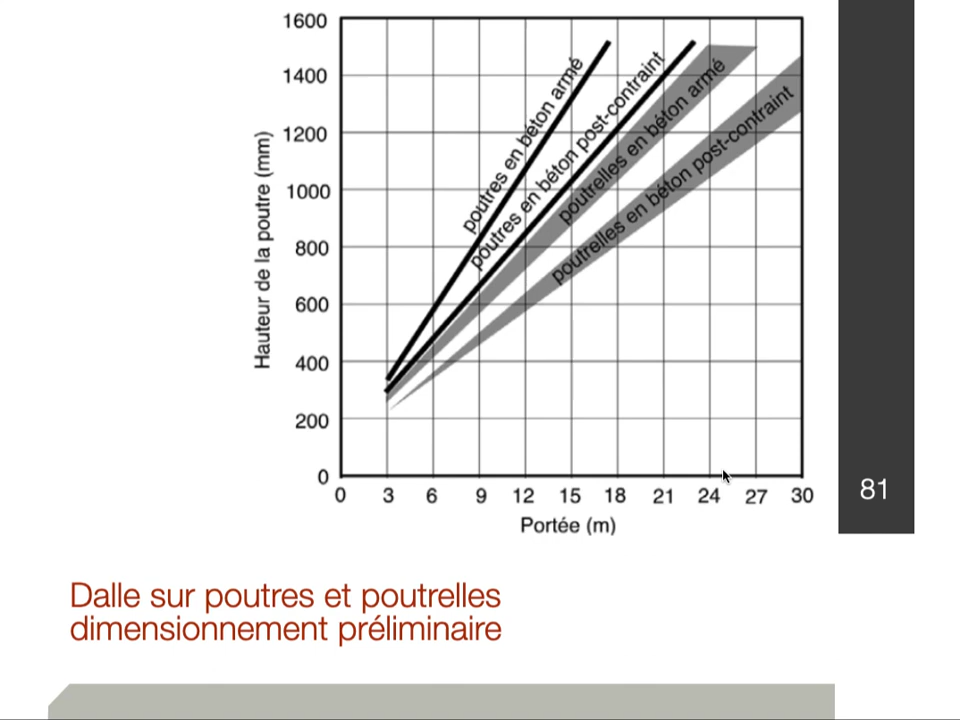 1600
1400
1200
1000
800
600
400
200
0
Hauteur de la poutre (mm)
poutres en béton armé
poutres en béton post-contraint
poutrelles en béton armé
poutrelles en béton post-contraint
0 3 6 9 12 15 18 21 24 27 30
Portée (m)
81
Dalle sur poutres et poutrelles
dimensionnement préliminaire